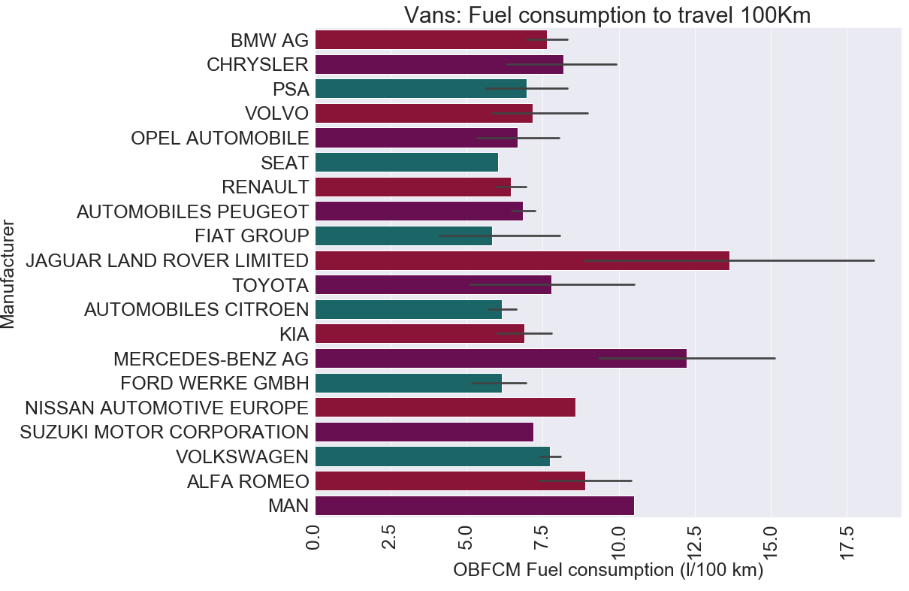 Vans: Fuel consumption to travel 100Km
Manufacturer
BMW AG
CHRYSLER
PSA
VOLVO
OPEL AUTOMOBILE
SEAT
RENAULT
AUTOMOBILES PEUGEOT
FIAT GROUP
JAGUAR LAND ROVER LIMITED
TOYOTA
AUTOMOBILES CITROEN
KIA
MERCEDES-BENZ AG
FORD WERKE GMBH
NISSAN AUTOMOTIVE EUROPE
SUZUKI MOTOR CORPORATION
VOLKSWAGEN
ALFA ROMEO
MAN
0.0 2.5 5.0 7.5 10.0 12.5 15.0 17.5
OBFCM Fuel consumption (l/100 km)